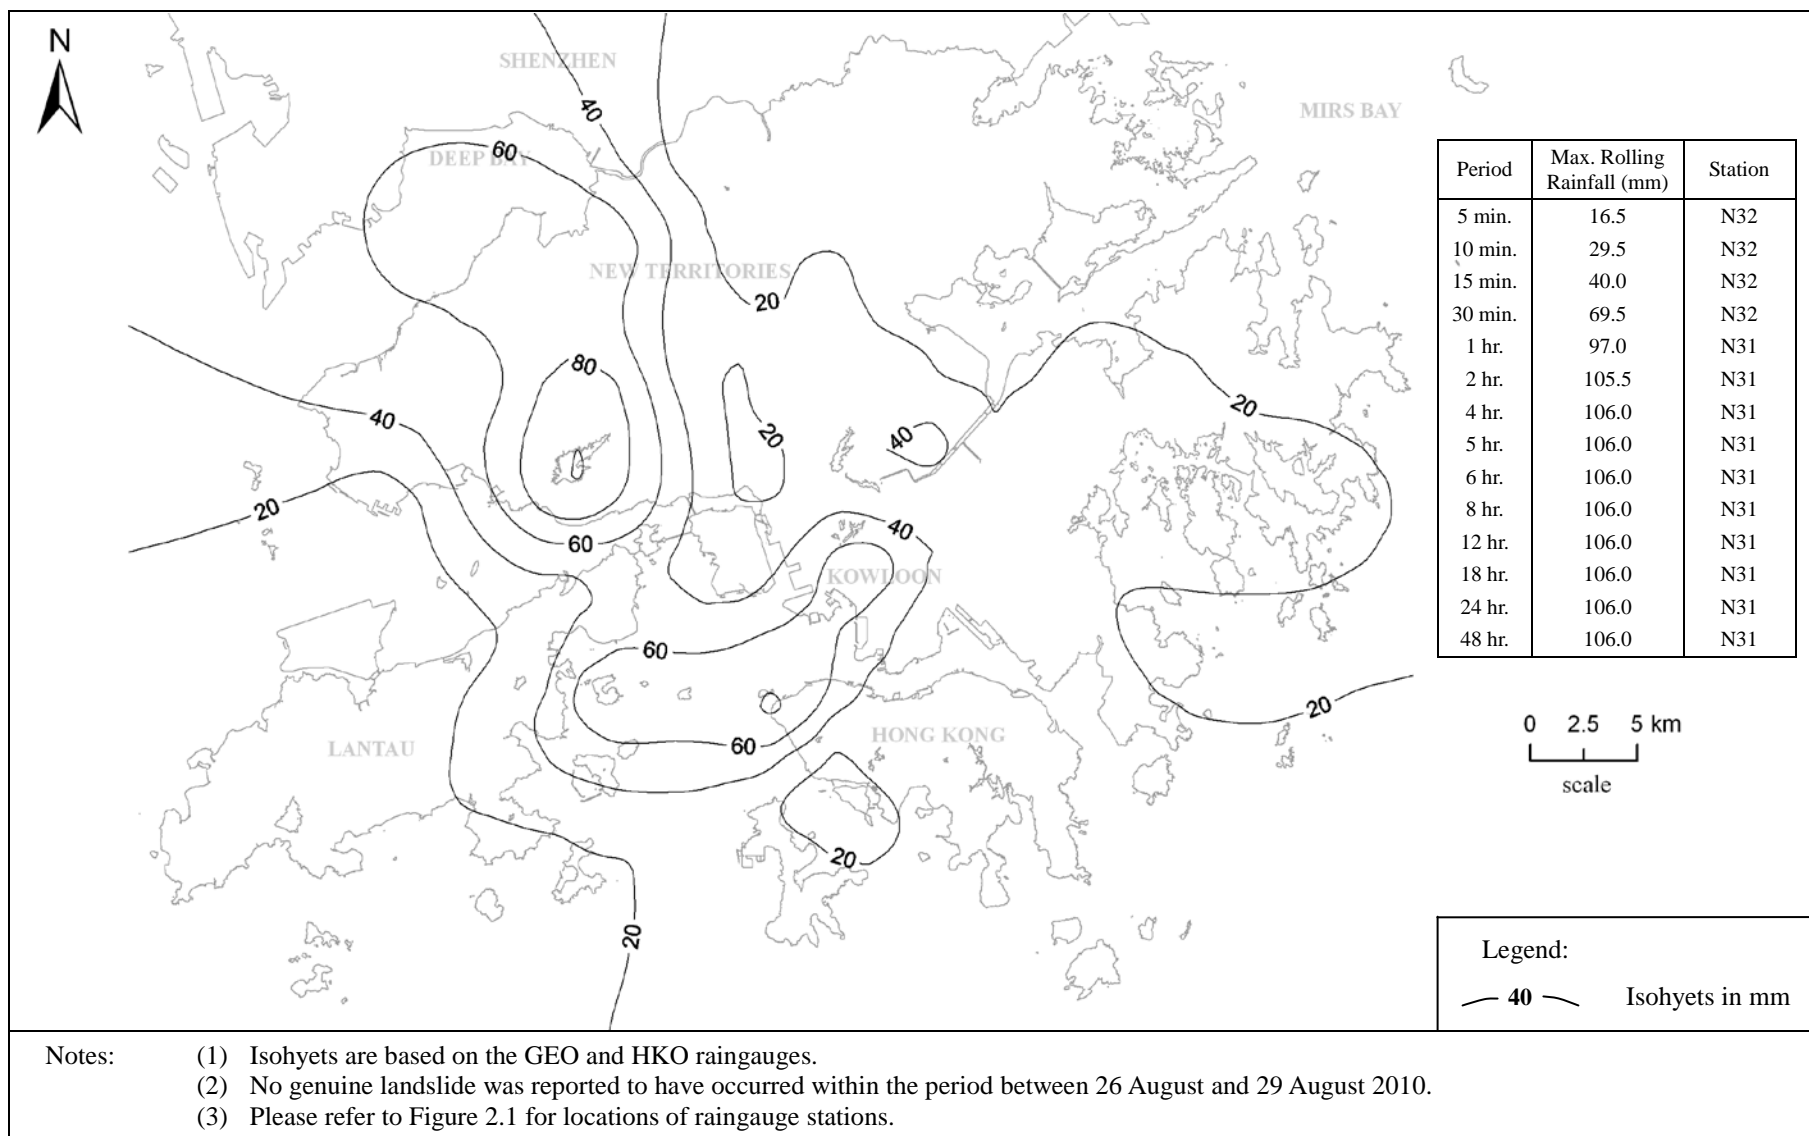 N
SHENZHEN
40
MIRS BAY
60
DEEP BAY
NEW TERRITORIES
20
80
40
20
20
40
20
60
40
KOWLOON
60
20
60
HONG KONG
LANTAU
20
20
Period Max. Rolling Rainfall (mm) Station
5 min. 16.5 N32
10 min. 29.5 N32
15 min. 40.0 N32
30 min. 69.5 N32
1 hr. 97.0 N31
2 hr. 105.5 N31
4 hr. 106.0 N31
5 hr. 106.0 N31
6 hr. 106.0 N31
8 hr. 106.0 N31
12 hr. 106.0 N31
18 hr. 106.0 N31
24 hr. 106.0 N31
48 hr. 106.0 N31
0 2.5 5 km
scale
Legend:
40 Isohyets in mm
Notes: (1) Isohyets are based on the GEO and HKO raingauges.
(2) No genuine landslide was reported to have occurred within the period between 26 August and 29 August 2010.
(3) Please refer to Figure 2.1 for locations of raingauge stations.